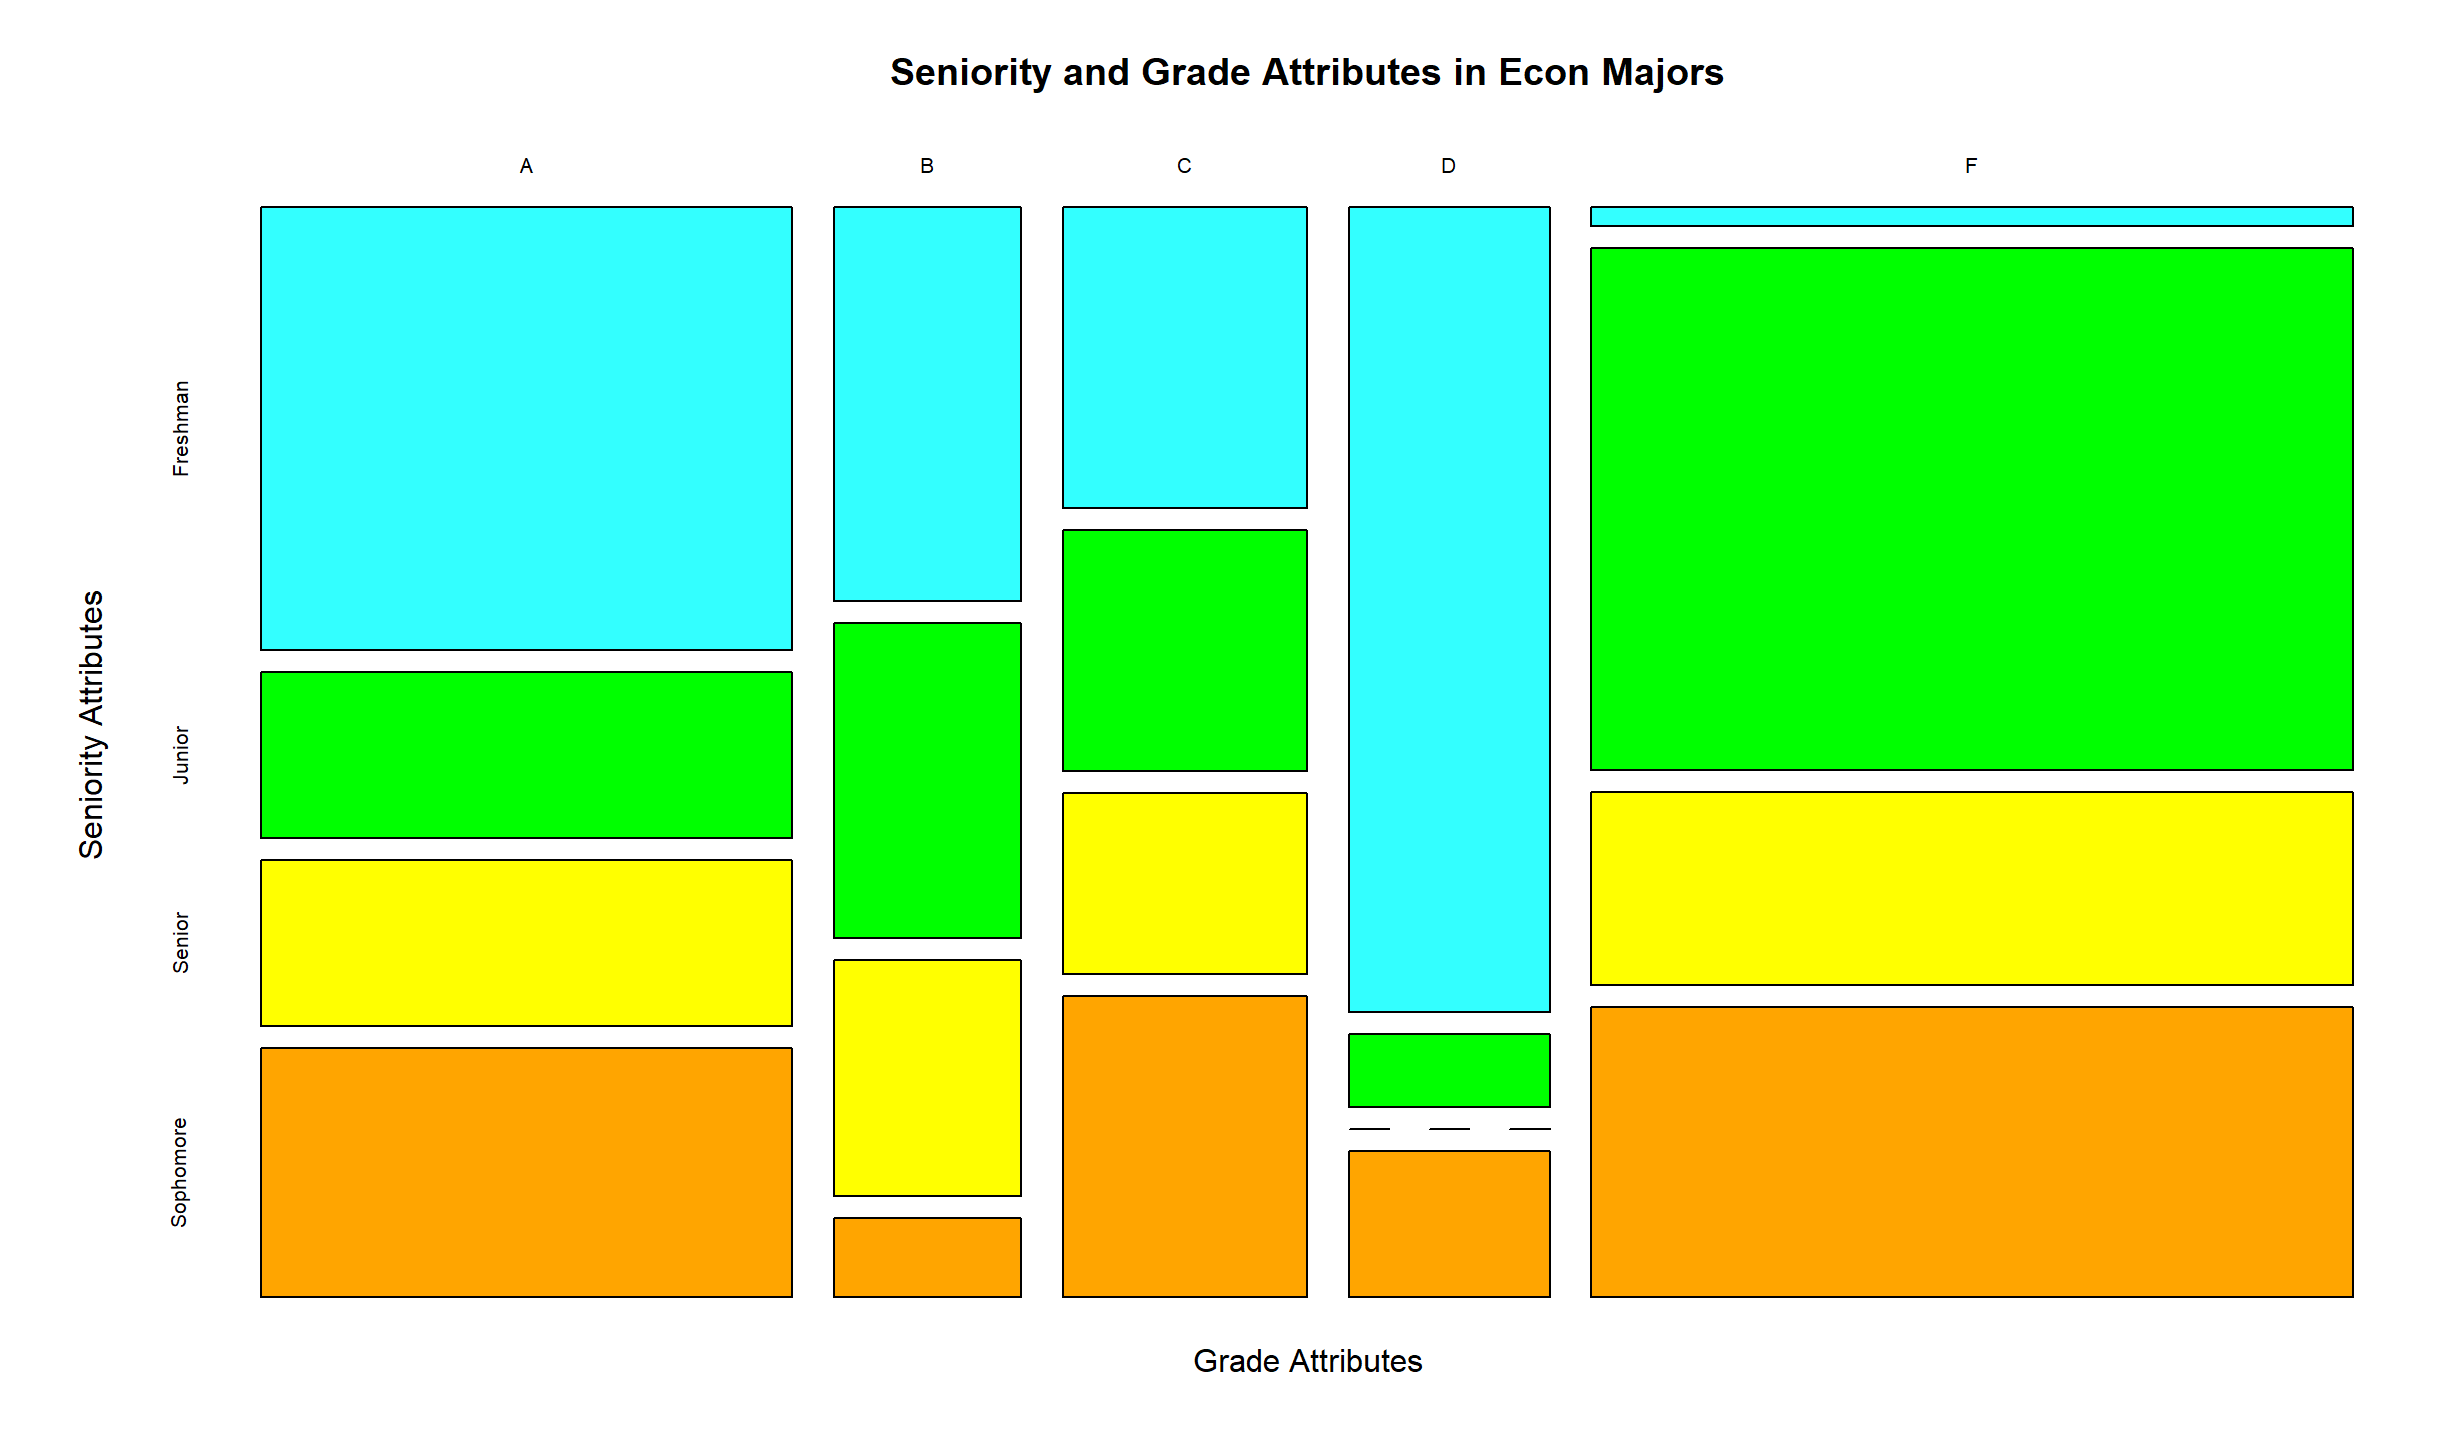 Seniority and Grade Attributes in Econ Majors
A B C D F
Freshman
Junior
Senior
Sophomore
Seniority Attributes
Grade Attributes